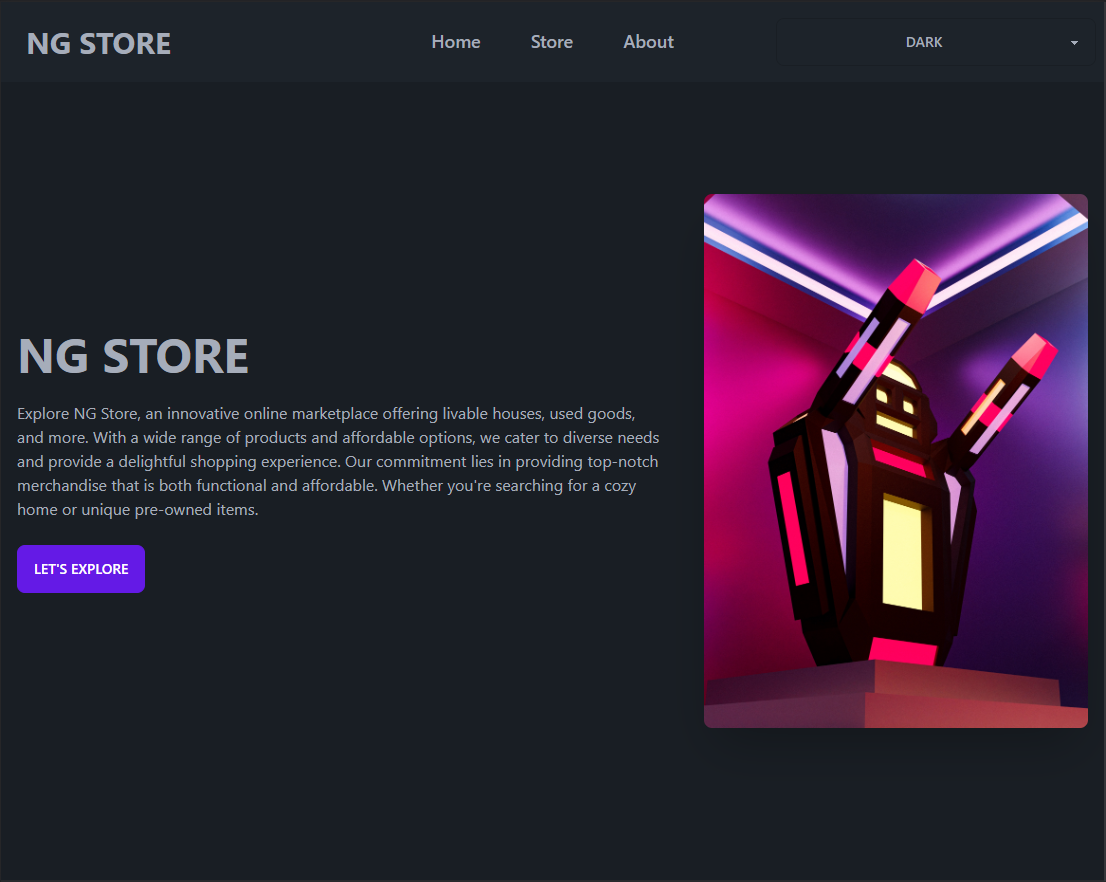 NG STORE
Home
Store
About
DARK
NG STORE
Explore NG Store, an innovative online marketplace offering livable houses, used goods,
and more. With a wide range of products and affordable options, we cater to diverse needs
and provide a delightful shopping experience. Our commitment lies in providing top-notch
merchandise that is both functional and affordable. Whether you're searching for a cozy
home or unique pre-owned items.
LET'S EXPLORE